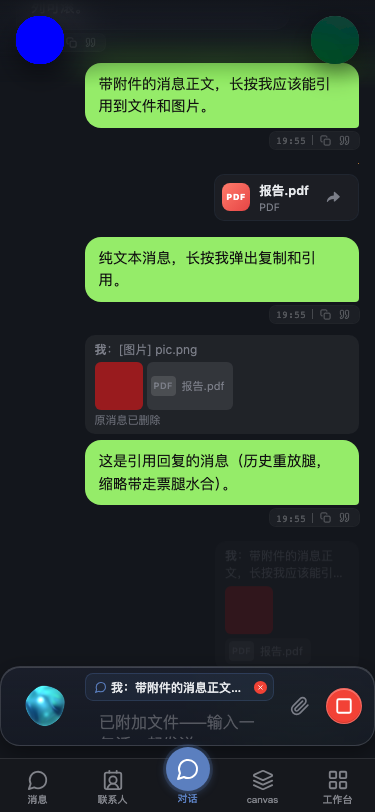 带附件的消息正文，长按我应该能引
用到文件和图片。
19:55
PDF
报告.pdf
PDF
纯文本消息，长按我弹出复制和引
用。
19:55
我：[图片] pic.png
PDF 报告.pdf
原消息已删除
这是引用回复的消息（历史重放腿，
缩略带走票腿水合）。
19:55
我：带附件的消息正
文，长按我应该能引...
PDF 报告.pdf
我：带附件的消息正文...
已附加文件——输入一
消息
联系人
对话
canvas
工作台